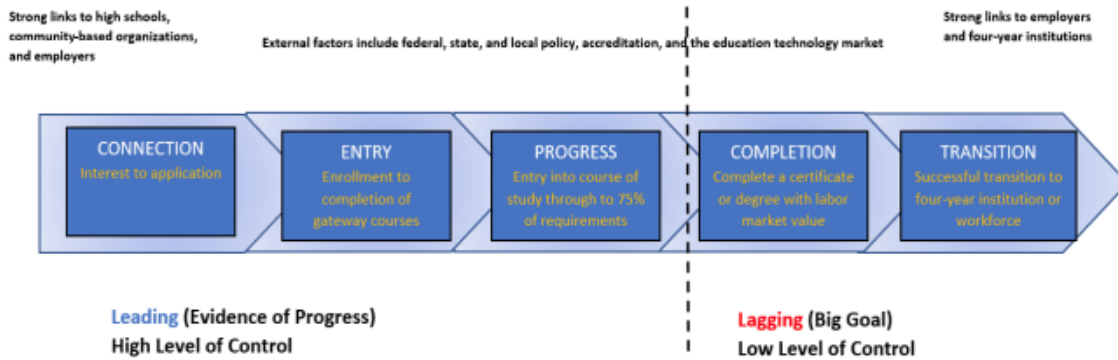 Strong links to high schools,
community-based organizations,
and employers
External factors include federal, state, and local policy, accreditation, and the education technology market
Strong links to employers
and four-year institutions
CONNECTION
Interest to application
ENTRY
Enrollment to
completion of
gateway courses
PROGRESS
Entry into course of
study through to 75%
of requirements
COMPLETION
Complete a certificate
or degree with labor
market value
TRANSITION
Successful transition to
four-year institution or
workforce
Leading (Evidence of Progress)
High Level of Control
Lagging (Big Goal)
Low Level of Control